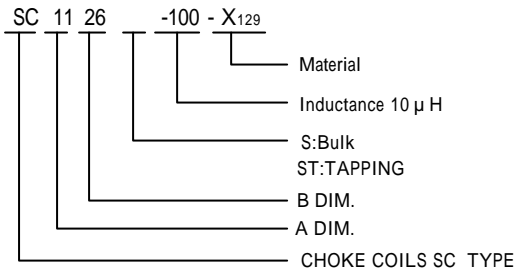 SC 11 26 -100 - X129
Material
Inductance 10 µ H
S:Bulk
ST:TAPPING
B DIM.
A DIM.
CHOKE COILS SC TYPE